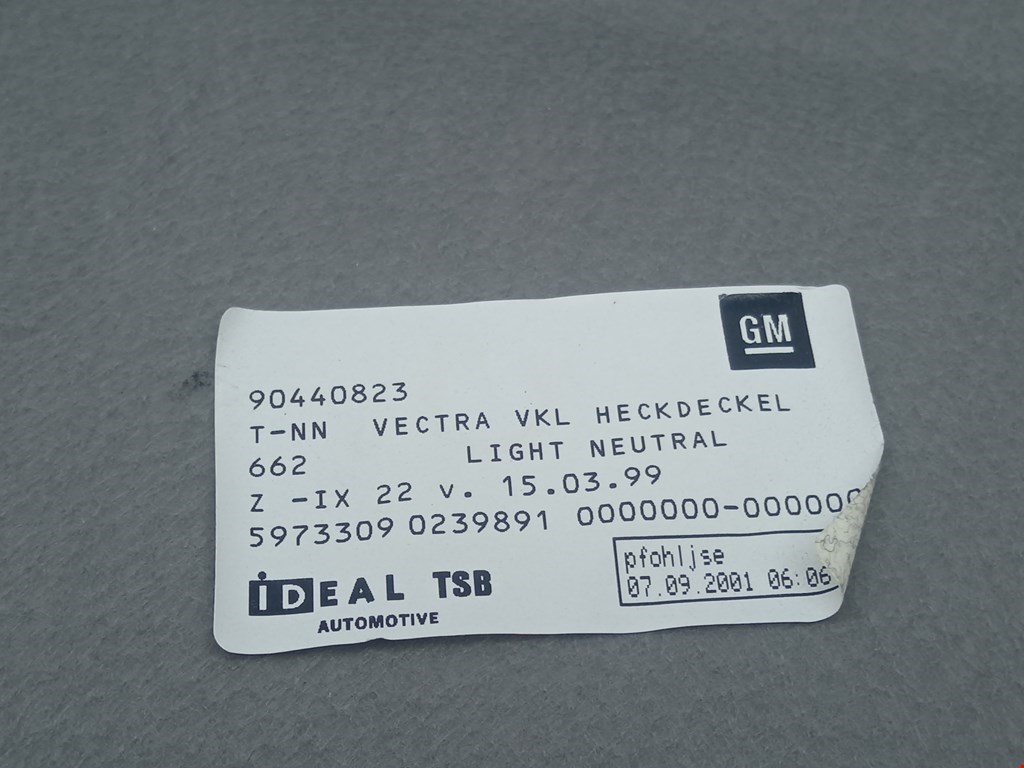 GM
90440823
T-NN VECTRA VKL HECKDECKEL
662 LIGHT NEUTRAL
Z -IX 22 v. 15.03.99
5973309 0239891 0000000-000000
pfohljse
07.09.2001 06:06
iDEAL TSB
AUTOMOTIVE